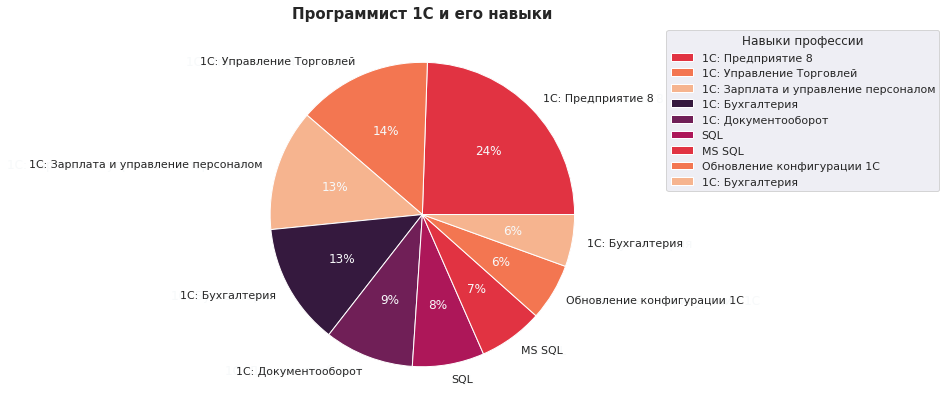 Программист 1С и его навыки
Навыки профессии
1С: Предприятие 8
1С: Управление Торговлей
1С: Зарплата и управление персоналом
1С: Бухгалтерия
1С: Документооборот
SQL
MS SQL
Обновление конфигурации 1С
1С: Бухгалтерия
1С: Управление Торговлей
1С: Предприятие 8
14%
24%
1С: Зарплата и управление персоналом
13%
6%
1С: Бухгалтерия
13%
6%
7%
1С: Бухгалтерия
9%
8%
Обновление конфигурации 1С
MS SQL
1С: Документооборот
SQL